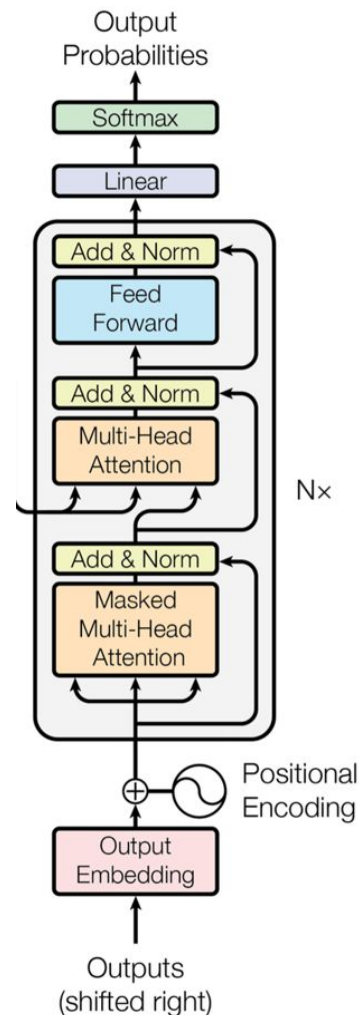 Output
Probabilities
Softmax
Linear
Add & Norm
Feed
Forward
Add & Norm
Multi-Head
Attention
N×
Add & Norm
Masked
Multi-Head
Attention
Positional
Encoding
Output
Embedding
Outputs
(shifted right)